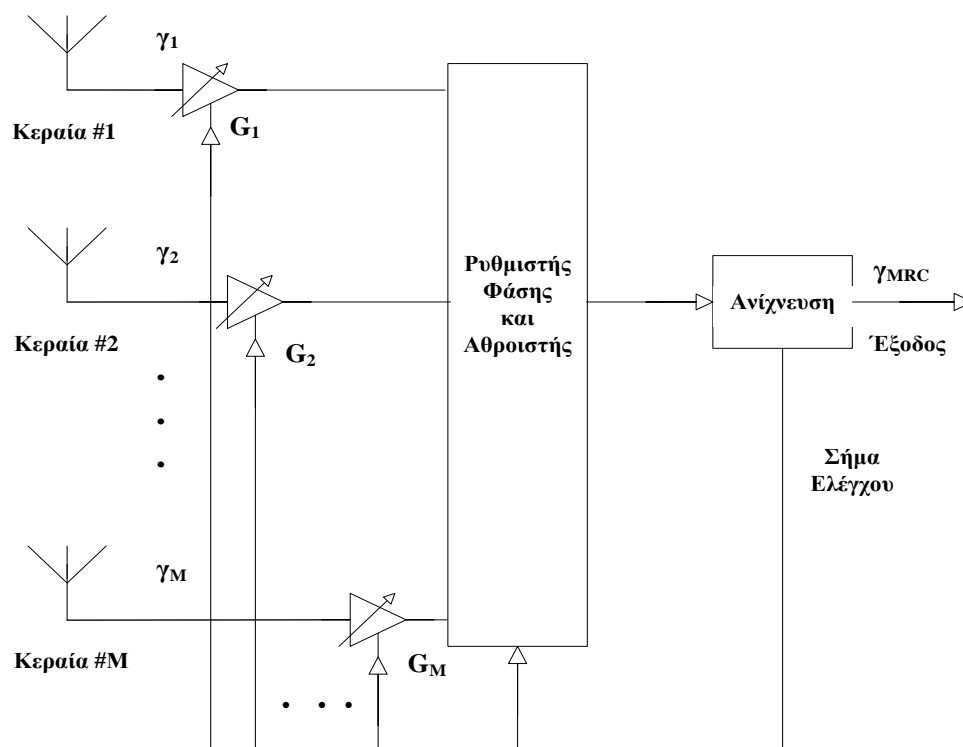 γ1
Κεραία #1
G1
γ2
Κεραία #2
G2
Ρυθμιστής
Φάσης
και
Αθροιστής
Ανίχνευση
γMRC
Έξοδος
Σήμα
Ελέγχου
γM
Κεραία #M
GM